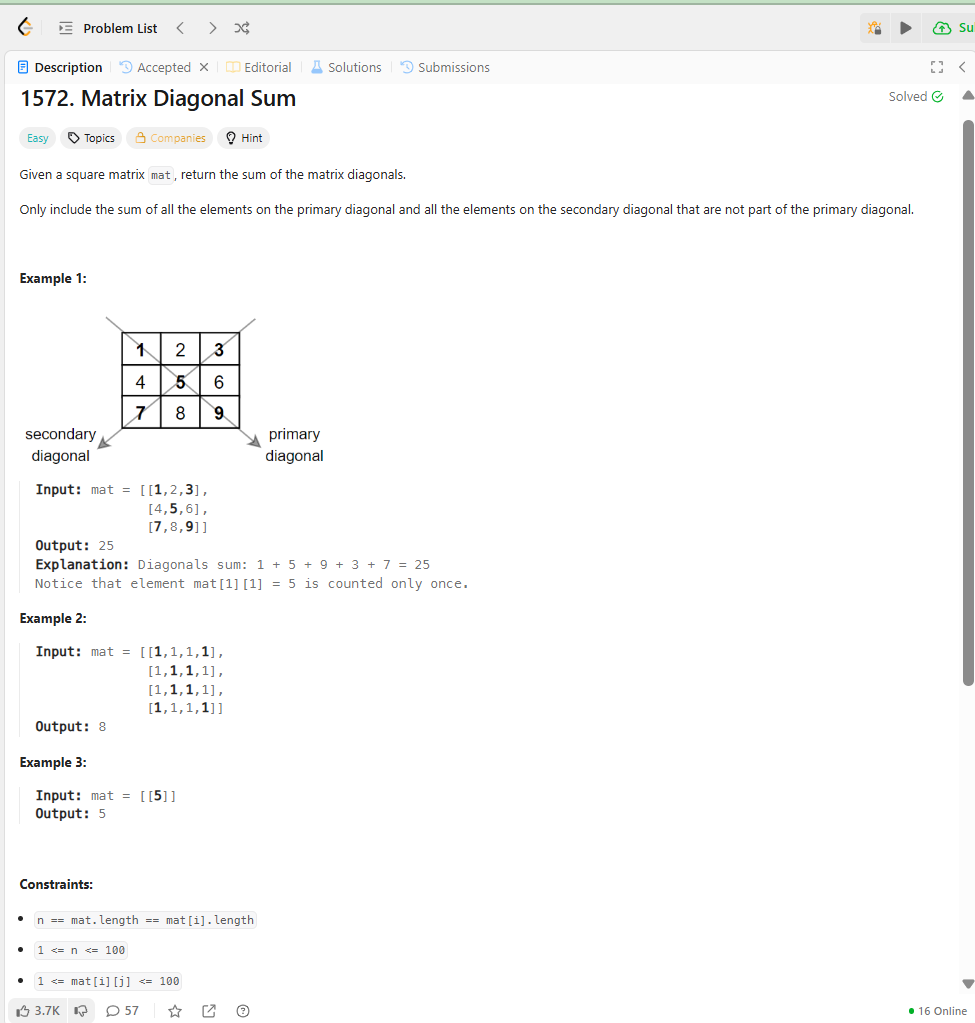 Problem List
Su
Description Accepted Editorial Solutions Submissions
1572. Matrix Diagonal Sum
Solved
Easy Topics Companies Hint
Given a square matrix mat, return the sum of the matrix diagonals.
Only include the sum of all the elements on the primary diagonal and all the elements on the secondary diagonal that are not part of the primary diagonal.
Example 1:
1 2 3
4 5 6
7 8 9
secondary diagonal
primary diagonal
Input: mat = [[1,2,3],
[4,5,6],
[7,8,9]]
Output: 25
Explanation: Diagonals sum: 1 + 5 + 9 + 3 + 7 = 25
Notice that element mat[1][1] = 5 is counted only once.
Example 2:
Input: mat = [[1,1,1,1],
[1,1,1,1],
[1,1,1,1],
[1,1,1,1]]
Output: 8
Example 3:
Input: mat = [[5]]
Output: 5
Constraints:
n == mat.length == mat[i].length
1 <= n <= 100
1 <= mat[i][j] <= 100
3.7K 57
16 Online